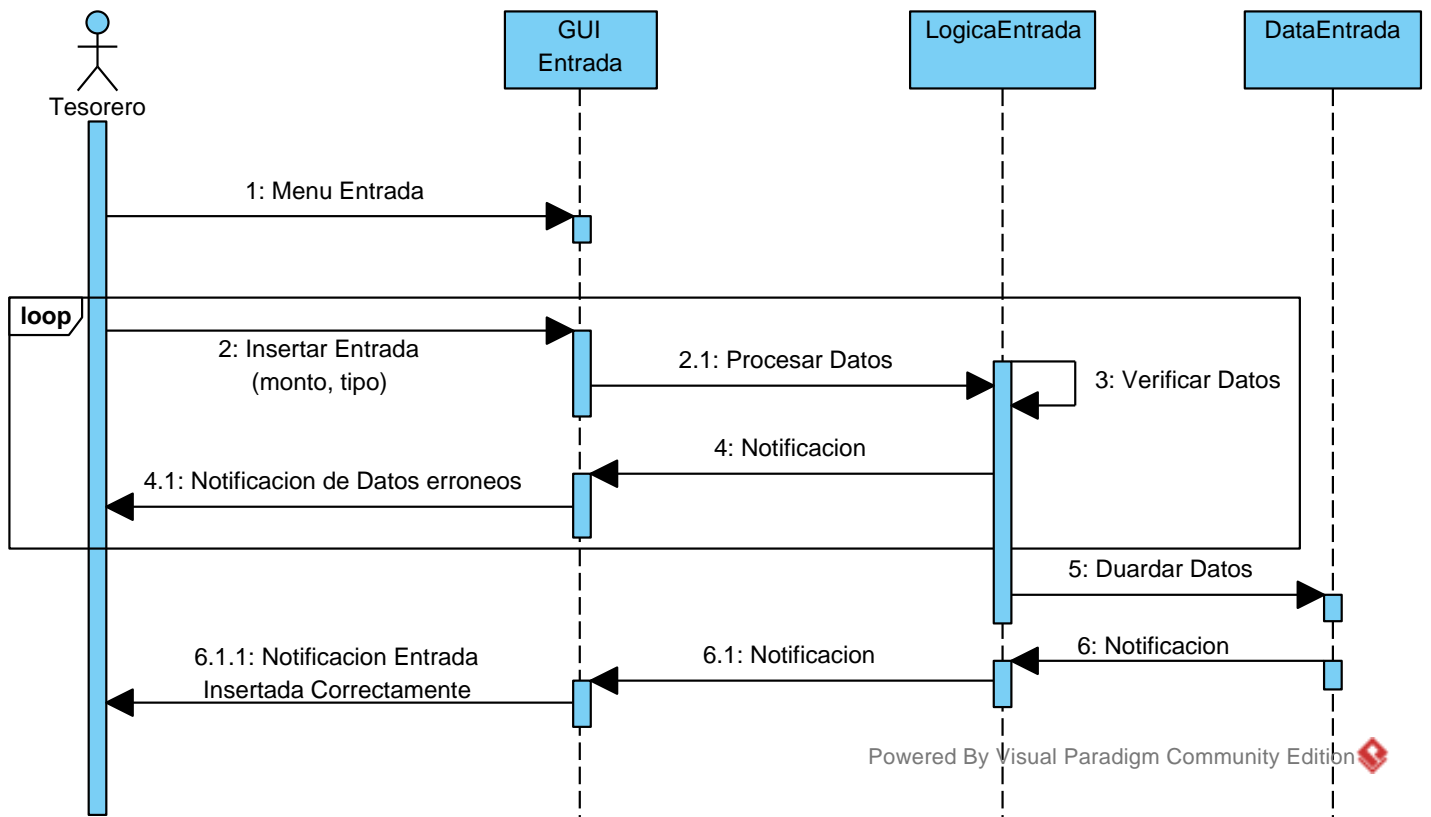 GUI
Entrada
LogicaEntrada
DataEntrada
Tesorero
1: Menu Entrada
loop
2: Insertar Entrada
(monto, tipo)
2.1: Procesar Datos
3: Verificar Datos
4: Notificacion
4.1: Notificacion de Datos erroneos
5: Duardar Datos
6: Notificacion
6.1: Notificacion
6.1.1: Notificacion Entrada
Insertada Correctamente
Powered By Visual Paradigm Community Edition